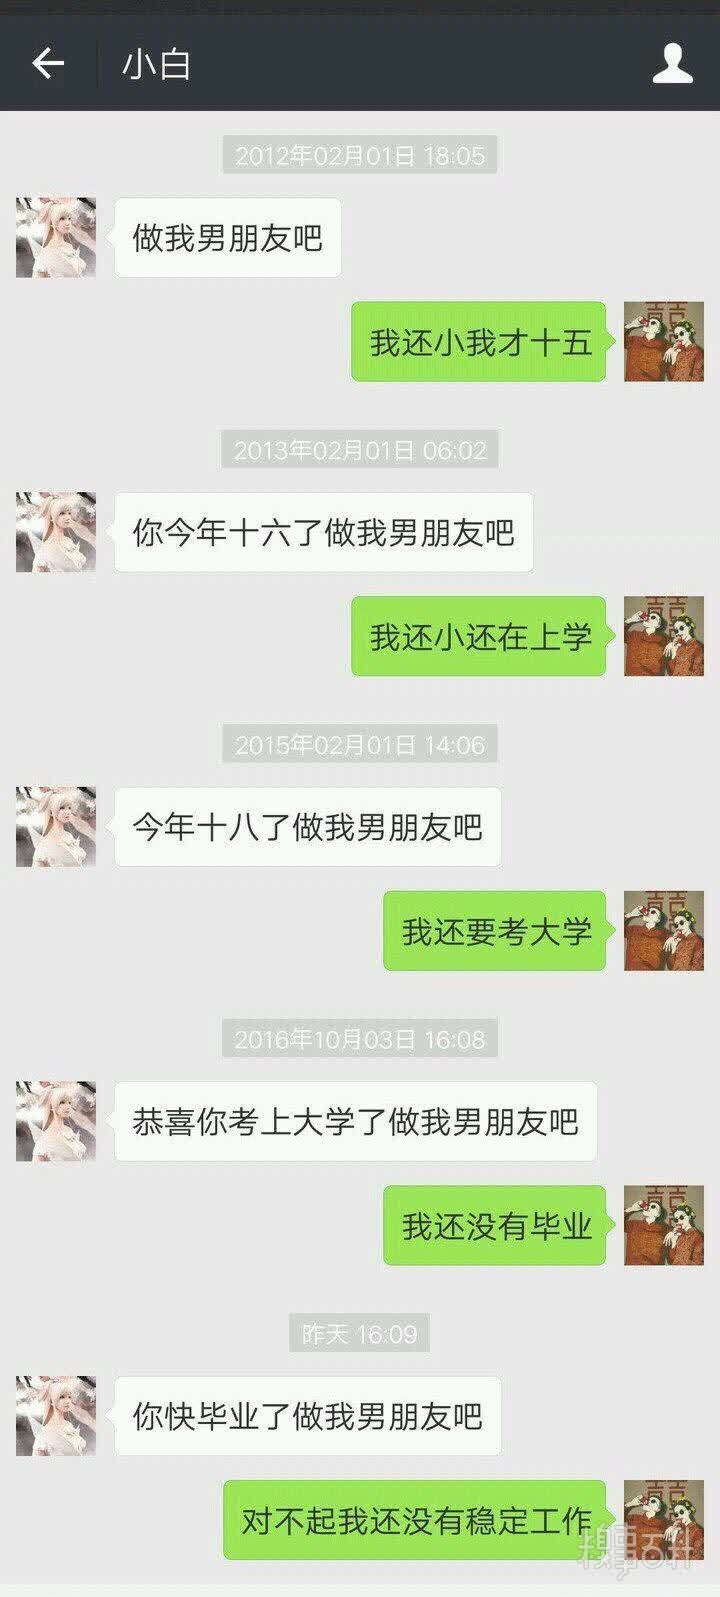 小白
2012年02月01日 18:05
做我男朋友吧
我还小我才十五
2013年02月01日 06:02
你今年十六了做我男朋友吧
我还小还在上学
2015年02月01日 14:06
今年十八了做我男朋友吧
我还要考大学
2016年10月03日 16:08
恭喜你考上大学了做我男朋友吧
我还没有毕业
昨天 16:09
你快毕业了做我男朋友吧
对不起我还没有稳定工作
糗事百科